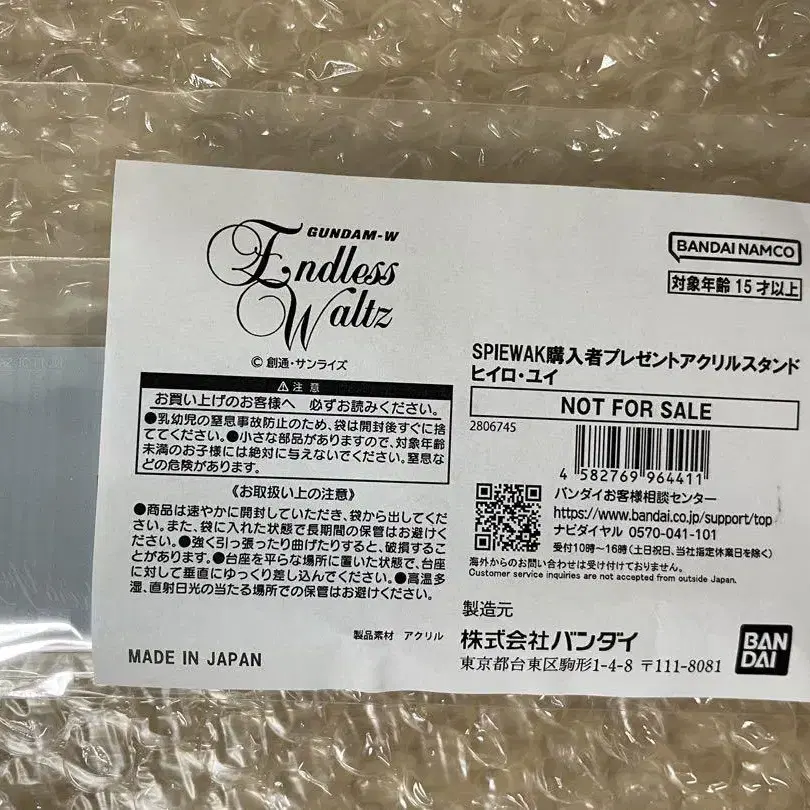 GUNDAM-W
Endless
Waltz
© 創通・サンライズ
⚠注意
お買い上げのお客様へ 必ずお読みください。
●乳幼児の窒息事故防止のため、袋は開封後すぐに捨
ててください。●小さな部品がありますので、対象年齢
未満のお子様には絶対に与えないでください。窒息な
どの危険があります。
《お取扱い上の注意》
●商品は速やかに開封していただき、袋から出してくだ
さい。また、袋に入れた状態で長期間の保管はお避けく
ださい。●強く引っ張ったり曲げたりすると、破損するこ
とがあります。●台座を平らな場所に置いた状態で、台座
に対して垂直にゆっくり差し込んでください。●高温多
湿、直射日光の当たる場所での保管はお避けください。
製品素材 アクリル
MADE IN JAPAN
BANDAI NAMCO
対象年齢15才以上
SPIEWAK購入者プレゼントアクリルスタンド
ヒイロ・ユイ
NOT FOR SALE
2806745
4 582769 964411
バンダイお客様相談センター
https://www.bandai.co.jp/support/top
ナビダイヤル 0570-041-101
受付10時〜16時(土日祝日、当社指定休業日を除く)
海外からのお問い合わせは受け付けておりません。
Customer service inquiries are not accepted from outside Japan.
製造元
株式会社バンダイ
東京都台東区駒形1-4-8 〒111-8081
BAN
DAI